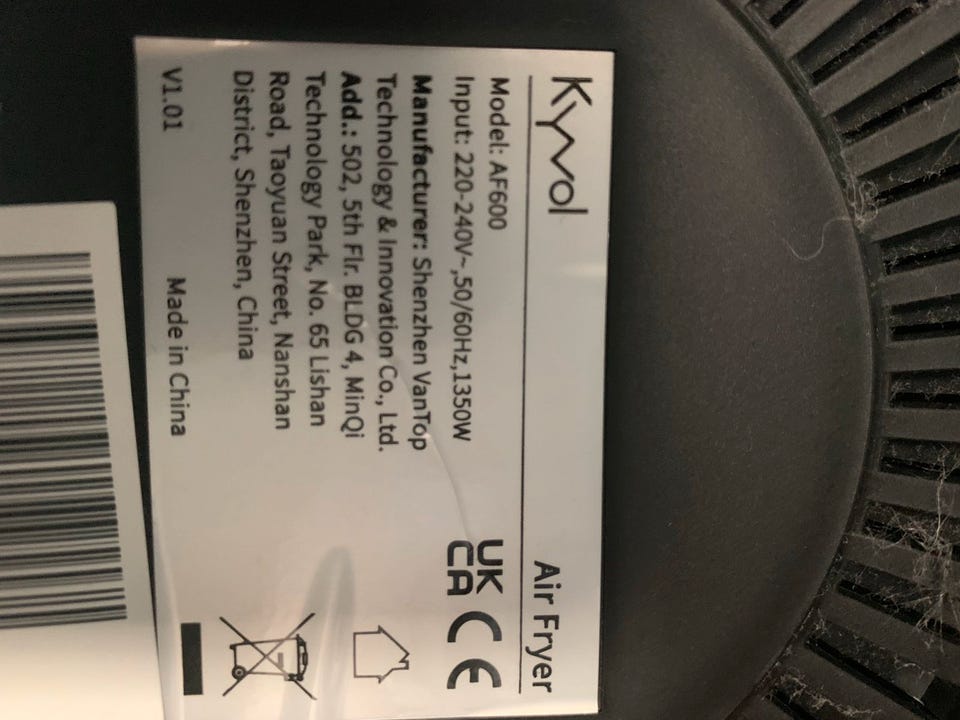 Kyvol
Air Fryer
Model: AF600
Input: 220-240V~,50/60Hz,1350W
Manufacturer: Shenzhen VanTop
Technology & Innovation Co., Ltd.
Add.: 502, 5th Flr. BLDG 4, MinQi
Technology Park, No. 65 Lishan
Road, Taoyuan Street, Nanshan
District, Shenzhen, China
UK
CA CE
V1.01 Made in China